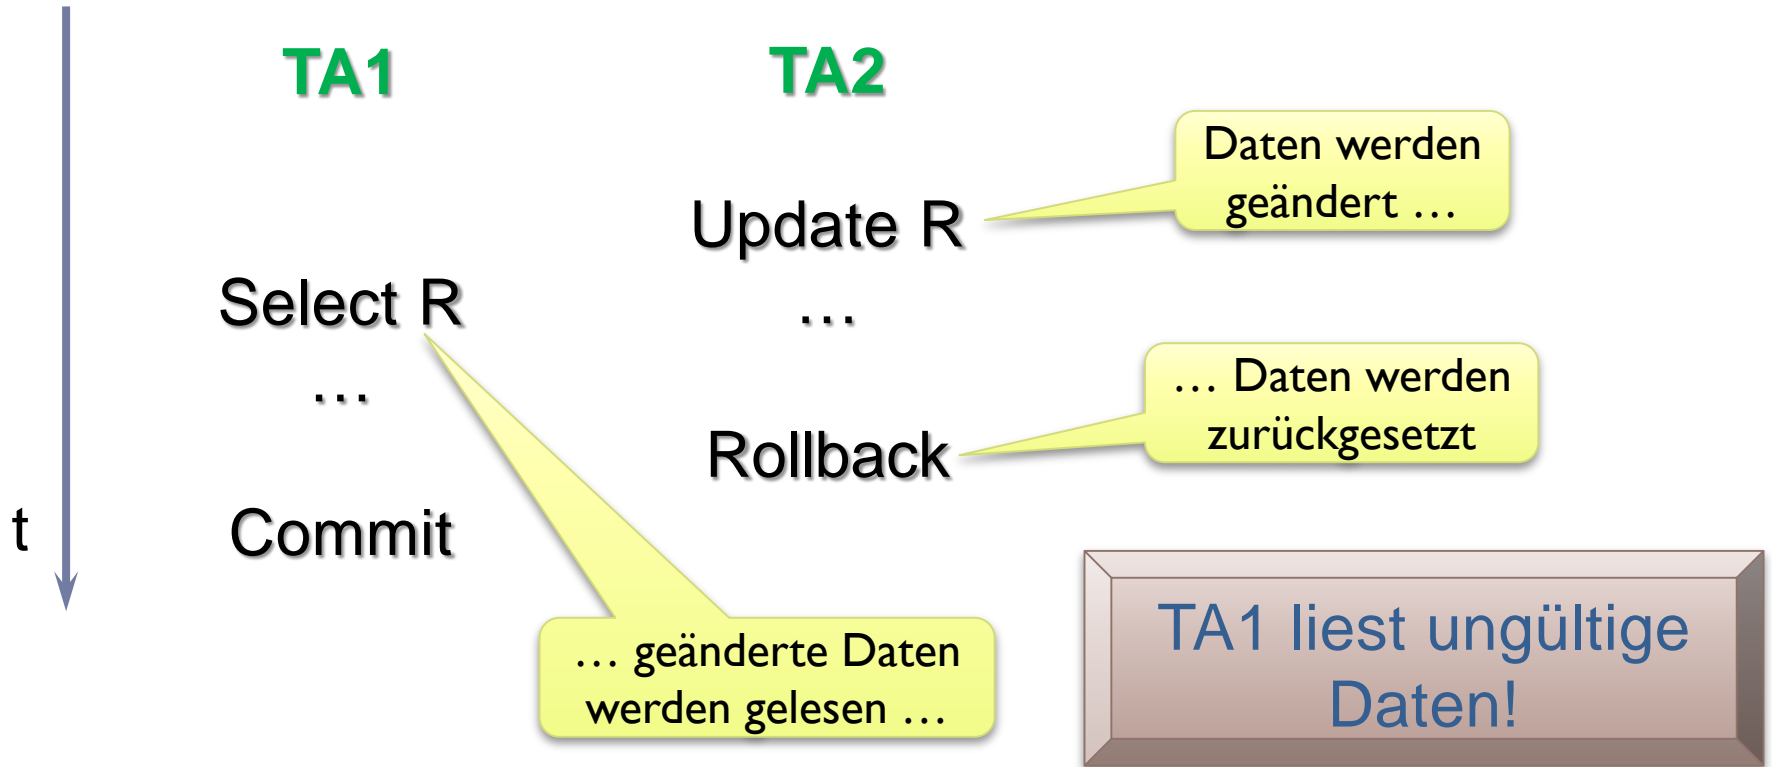 TA1
TA2
Daten werden
geändert …
Update R
Select R
…
…
… Daten werden
zurückgesetzt
Rollback
t
Commit
… geänderte Daten
werden gelesen …
TA1 liest ungültige
Daten!